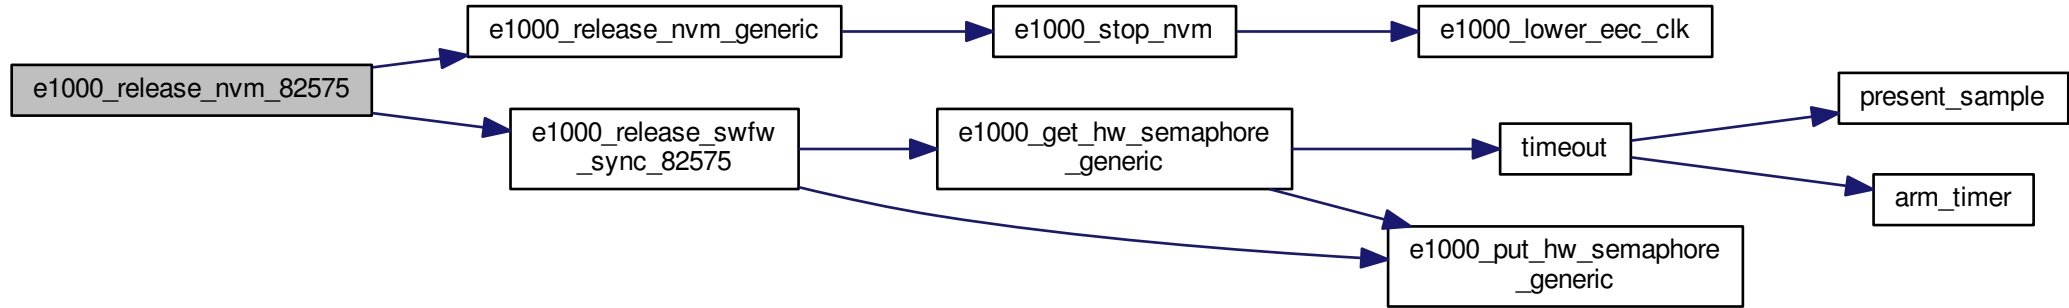 e1000_release_nvm_82575
e1000_release_nvm_generic
e1000_stop_nvm
e1000_lower_eec_clk
e1000_release_swfw
_sync_82575
e1000_get_hw_semaphore
_generic
timeout
present_sample
arm_timer
e1000_put_hw_semaphore
_generic